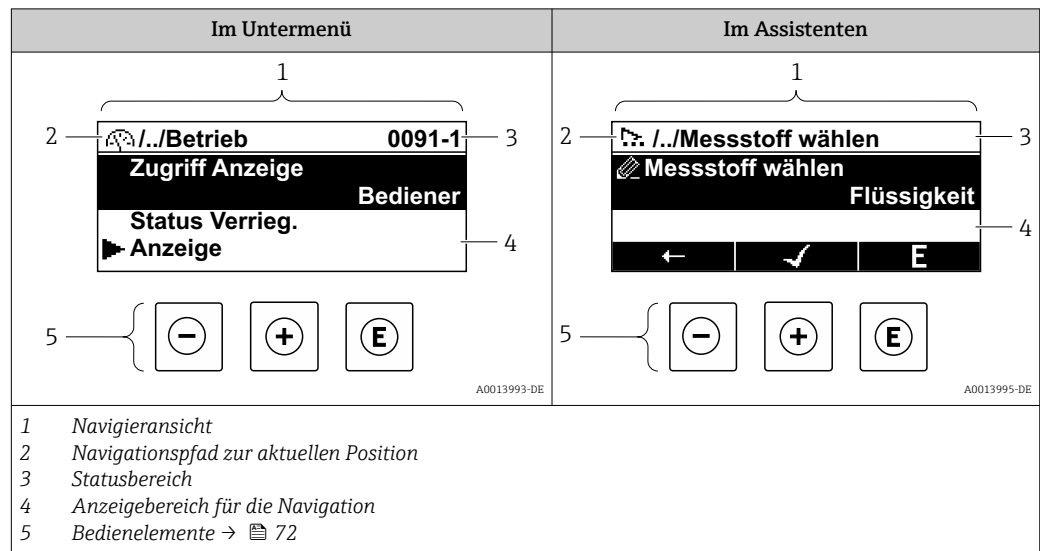 Im Untermenü
Im Assistenten
1
2
/../Betrieb 0091-1
3
Zugriff Anzeige
Bediener
Status Verrieg.
Anzeige
4
5
- + E
A0013993-DE
1
2
/../Messstoff wählen
3
Messstoff wählen
Flüssigkeit
4
← ✓ E
5
- + E
A0013995-DE
1 Navigieransicht
2 Navigationspfad zur aktuellen Position
3 Statusbereich
4 Anzeigebereich für die Navigation
5 Bedienelemente → 72